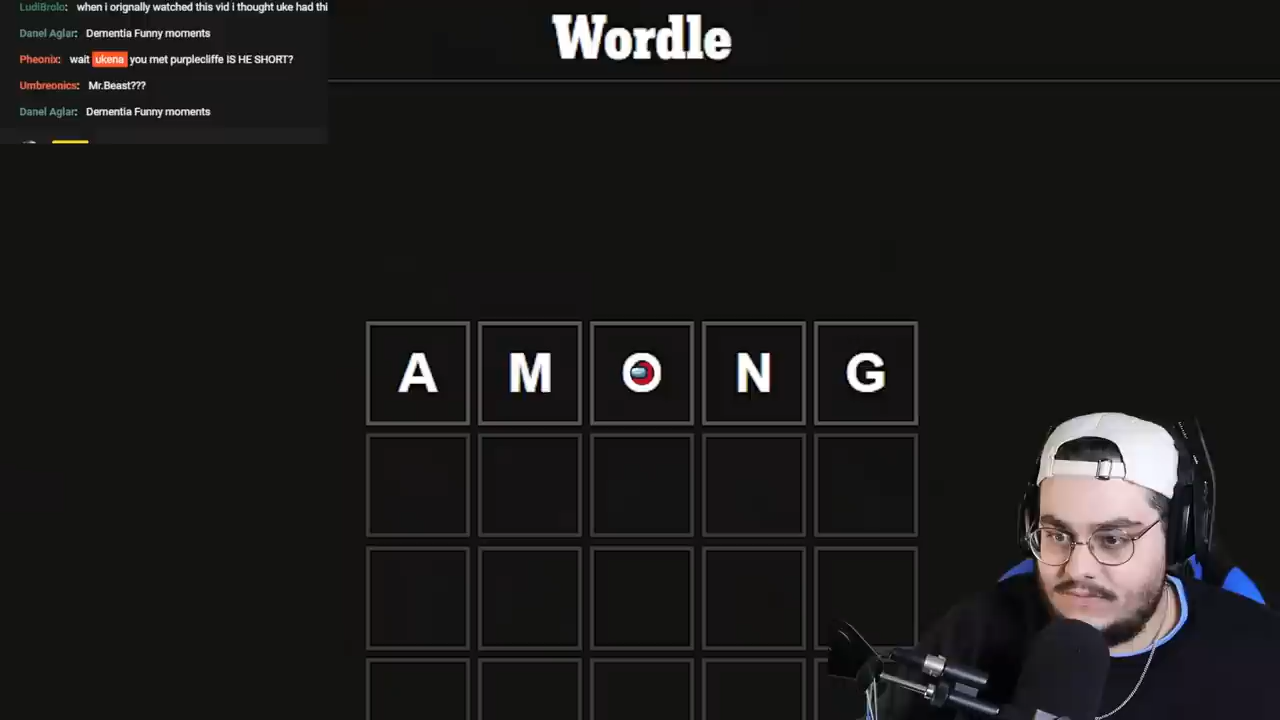 LudiBrolo: when i orignally watched this vid i thought uke had thi
Danel Aglar: Dementia Funny moments
Pheonix: wait ukena you met purplecliffe IS HE SHORT?
Umbreonics: Mr.Beast???
Danel Aglar: Dementia Funny moments
Wordle
A M O N G